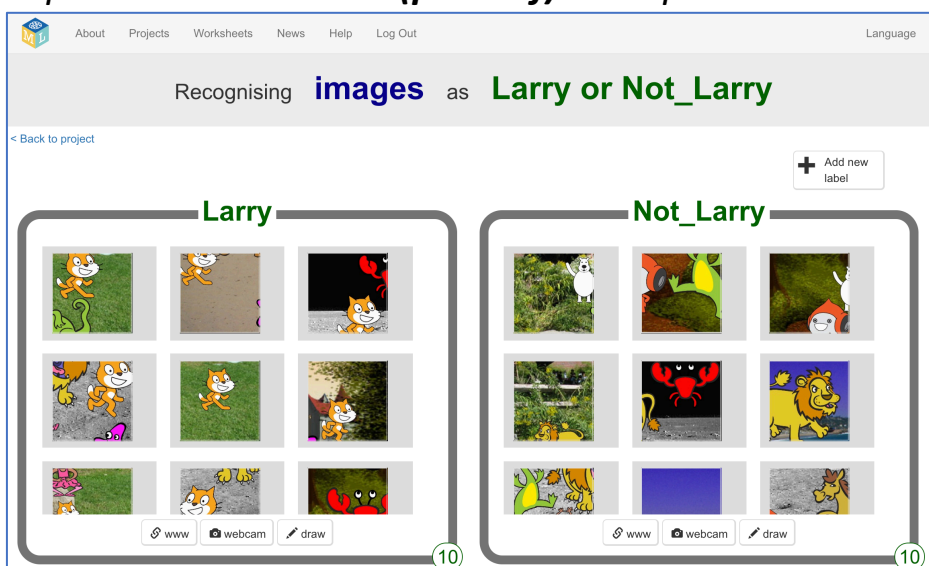 ML
About Projects Worksheets News Help Log Out Language
Recognising images as Larry or Not_Larry
< Back to project
Add new
label
Larry
www webcam draw
10
Not_Larry
www webcam draw
10